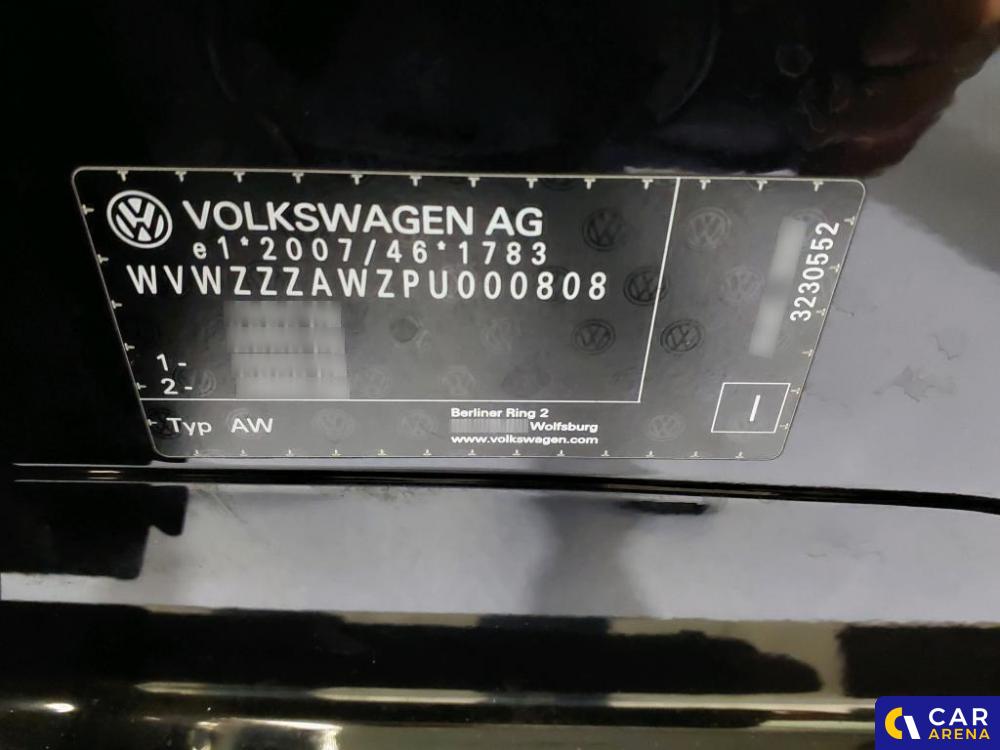 VOLKSWAGEN AG
e1*2007/46*1783
WVWZZZAWZPU000808
1-
2-
Typ AW
Berliner Ring 2
Wolfsburg
www.volkswagen.com
3230552
I
CAR
ARENA